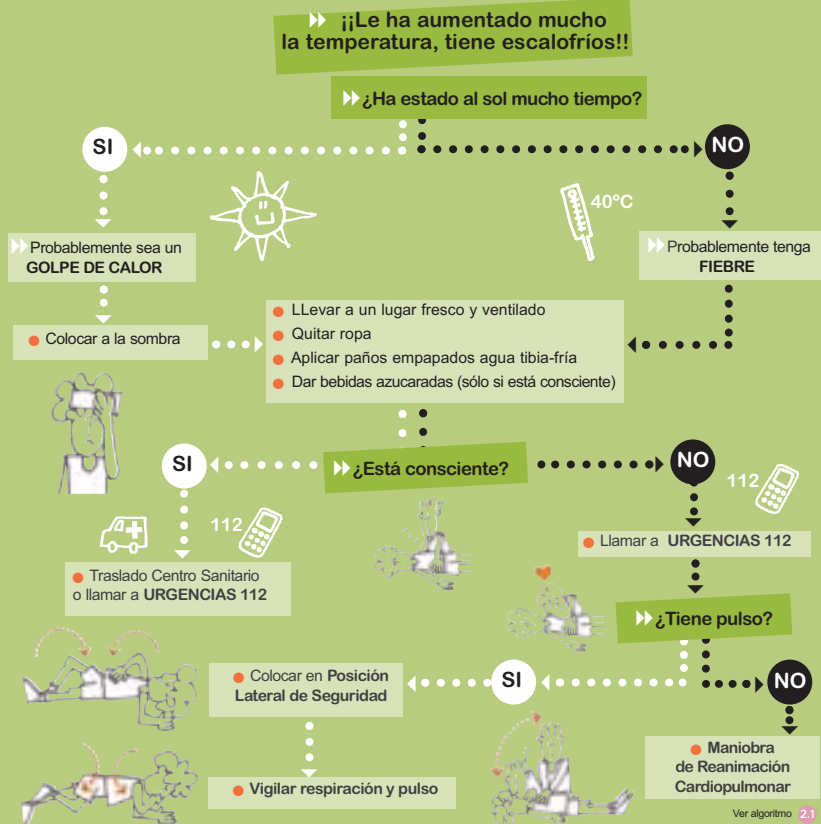 ¡¡Le ha aumentado mucho
la temperatura, tiene escalofríos!!
¿Ha estado al sol mucho tiempo?
SI
NO
40ºC
Probablemente sea un
GOLPE DE CALOR
Probablemente tenga
FIEBRE
Colocar a la sombra
LLevar a un lugar fresco y ventilado
Quitar ropa
Aplicar paños empapados agua tibia-fría
Dar bebidas azucaradas (sólo si está consciente)
¿Está consciente?
SI
NO
112
112
Traslado Centro Sanitario
o llamar a URGENCIAS 112
Llamar a URGENCIAS 112
¿Tiene pulso?
SI
NO
Colocar en Posición
Lateral de Seguridad
Vigilar respiración y pulso
Maniobra
de Reanimación
Cardiopulmonar
Ver algoritmo 2.1